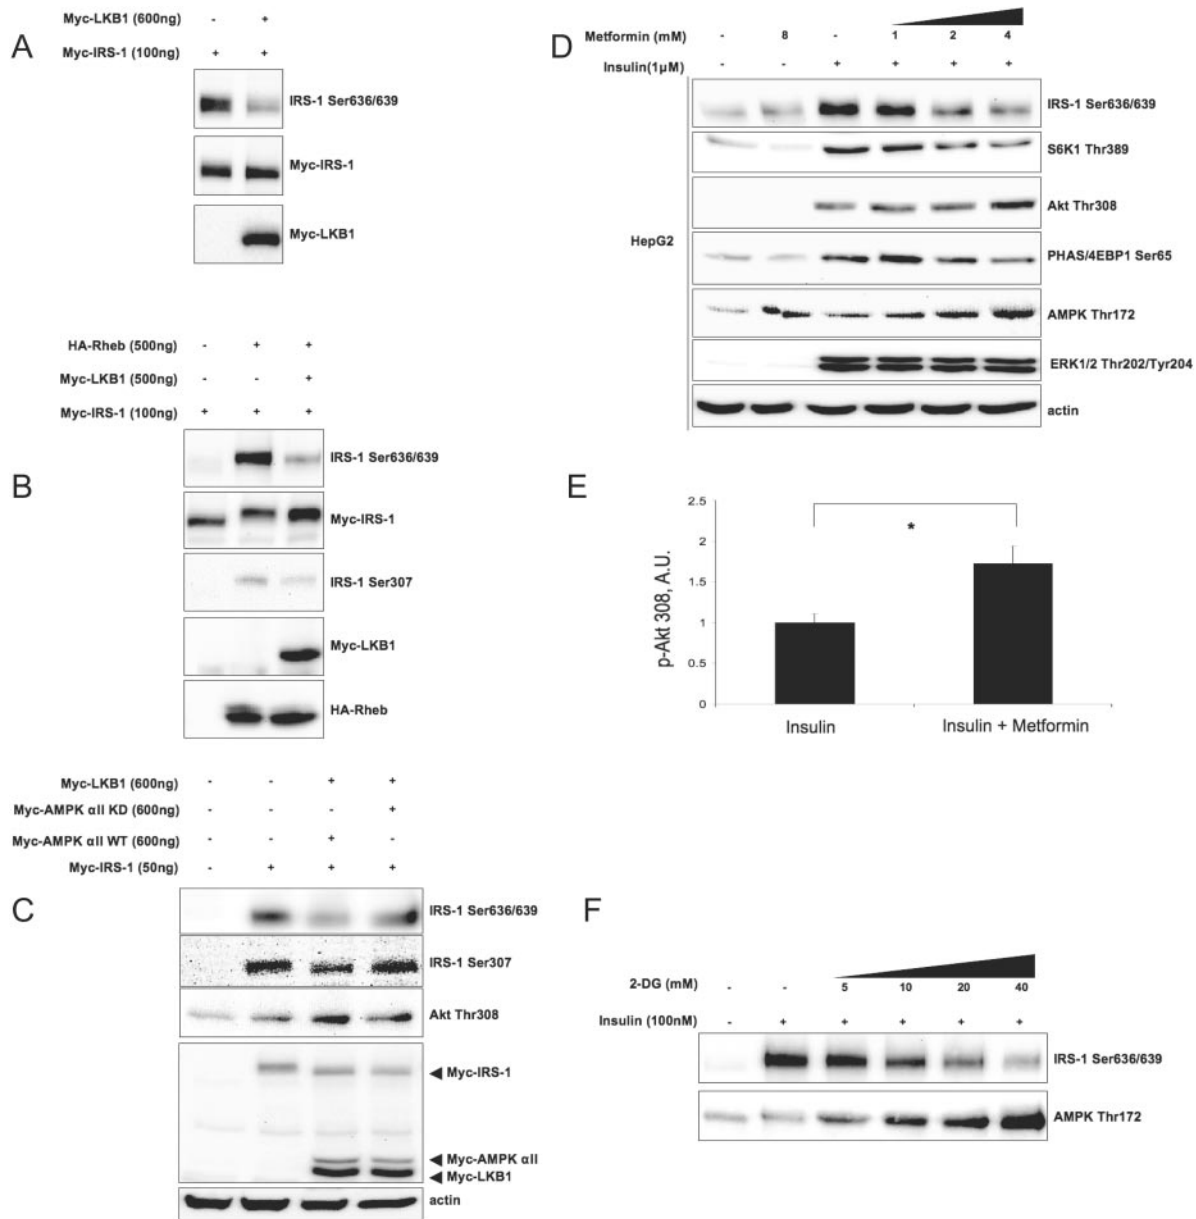 A
Myc-LKB1 (600ng) - +
Myc-IRS-1 (100ng) + +
IRS-1 Ser636/639
Myc-IRS-1
Myc-LKB1
B
HA-Rheb (500ng) - + +
Myc-LKB1 (500ng) - - +
Myc-IRS-1 (100ng) + + +
IRS-1 Ser636/639
Myc-IRS-1
IRS-1 Ser307
Myc-LKB1
HA-Rheb
C
Myc-LKB1 (600ng) - - + +
Myc-AMPK αII KD (600ng) - - - +
Myc-AMPK αII WT (600ng) - - + -
Myc-IRS-1 (50ng) - + + +
IRS-1 Ser636/639
IRS-1 Ser307
Akt Thr308
Myc-IRS-1
Myc-AMPK αII
Myc-LKB1
actin
D
Metformin (mM) - 8 - 1 2 4
Insulin(1µM) - - + + + +
HepG2
IRS-1 Ser636/639
S6K1 Thr389
Akt Thr308
PHAS/4EBP1 Ser65
AMPK Thr172
ERK1/2 Thr202/Tyr204
actin
E
p-Akt 308, A.U.
2.5
2
1.5
1
0.5
0
*
Insulin
Insulin + Metformin
F
2-DG (mM) - - 5 10 20 40
Insulin (100nM) - + + + + +
IRS-1 Ser636/639
AMPK Thr172